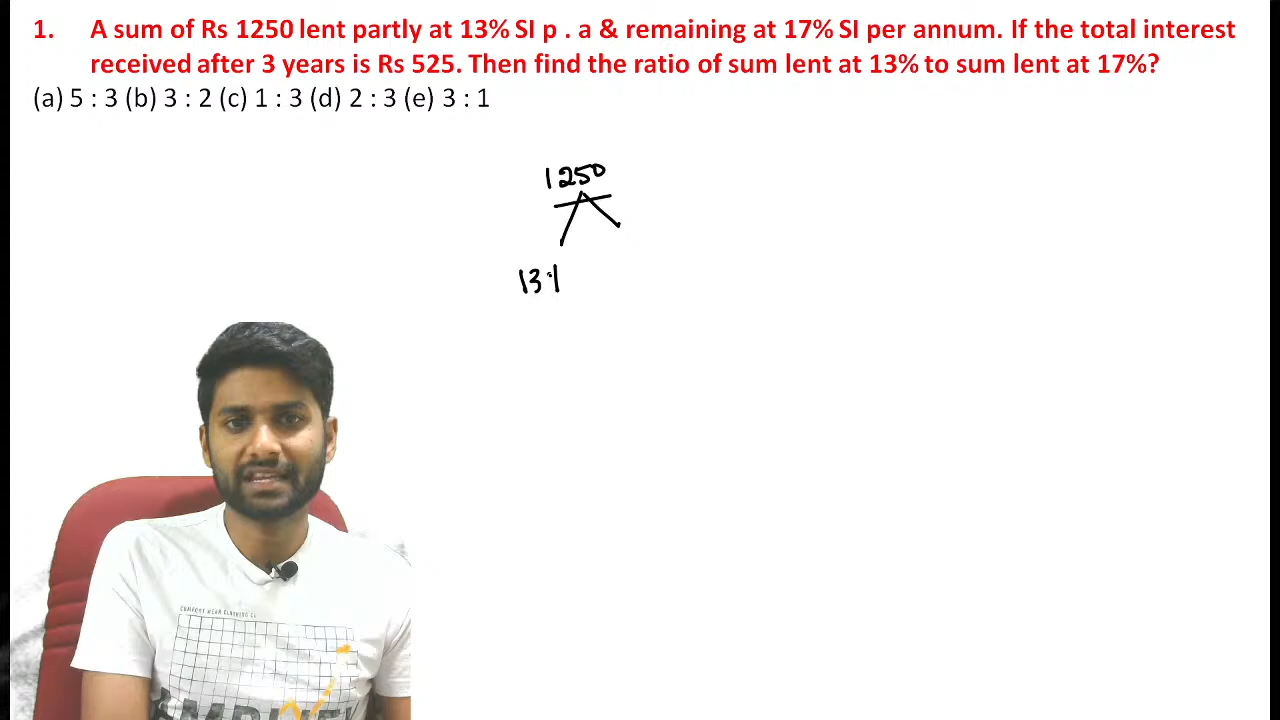 1. A sum of Rs 1250 lent partly at 13% SI p . a & remaining at 17% SI per annum. If the total interest
received after 3 years is Rs 525. Then find the ratio of sum lent at 13% to sum lent at 17%?
(a) 5 : 3 (b) 3 : 2 (c) 1 : 3 (d) 2 : 3 (e) 3 : 1
1250
13%